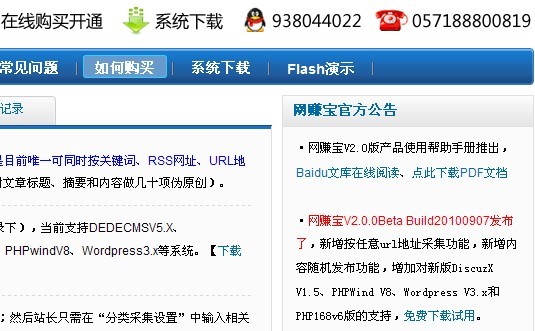 在线购买开通 系统下载 938044022 057188800819
常见问题 如何购买 系统下载 Flash演示
记录
是目前唯一可同时按关键词、RSS网址、URL地
对文章标题、摘要和内容做几十项伪原创)。
录下),当前支持DEDECMSV5.X、
PHPwindV8、Wordpress3.x等系统。【下载
;然后站长只需在“分类采集设置”中输入相关
网赚宝官方公告
·网赚宝V2.0版产品使用帮助手册推出,
Baidu文库在线阅读、点此下载PDF文档
·网赚宝V2.0.0Beta Build20100907发布
了,新增按任意url地址采集功能,新增内
容随机发布功能,增加对新版DiscuzX
V1.5、PHPWind V8、Wordpress V3.x和
PHP168v6版的支持,免费下载试用。